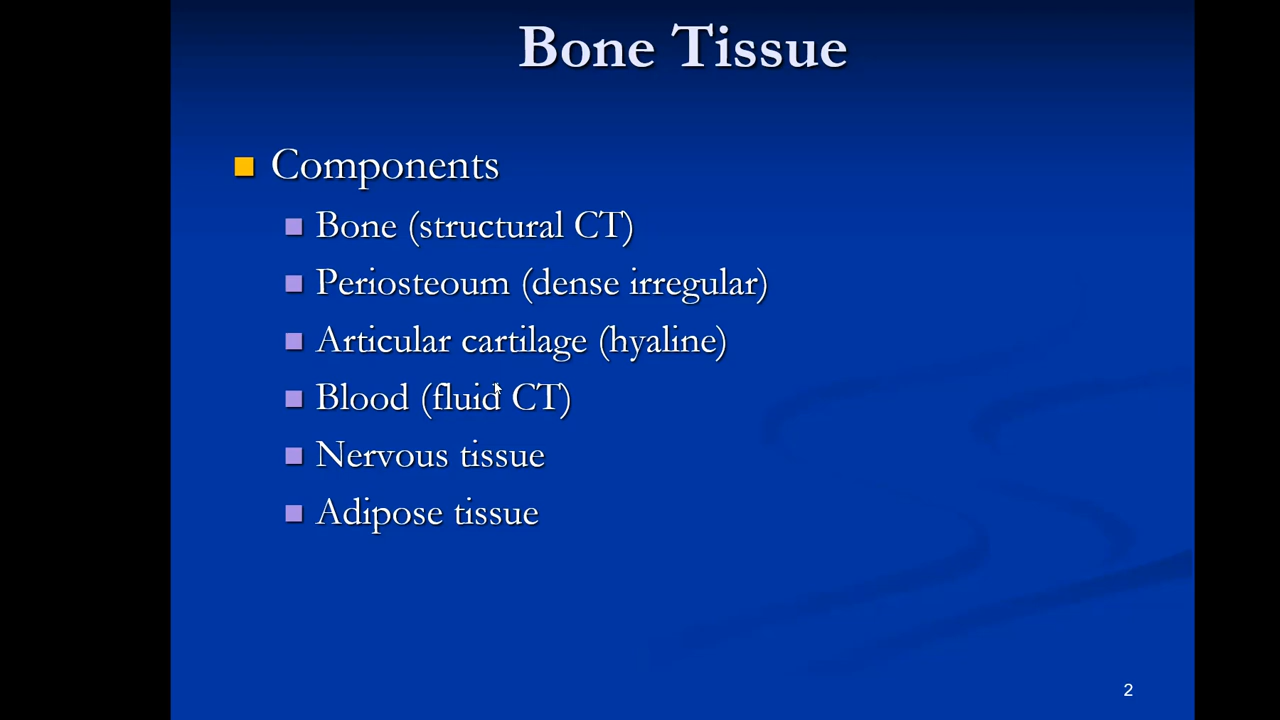 Bone Tissue
Components
Bone (structural CT)
Periosteoum (dense irregular)
Articular cartilage (hyaline)
Blood (fluid CT)
Nervous tissue
Adipose tissue
2